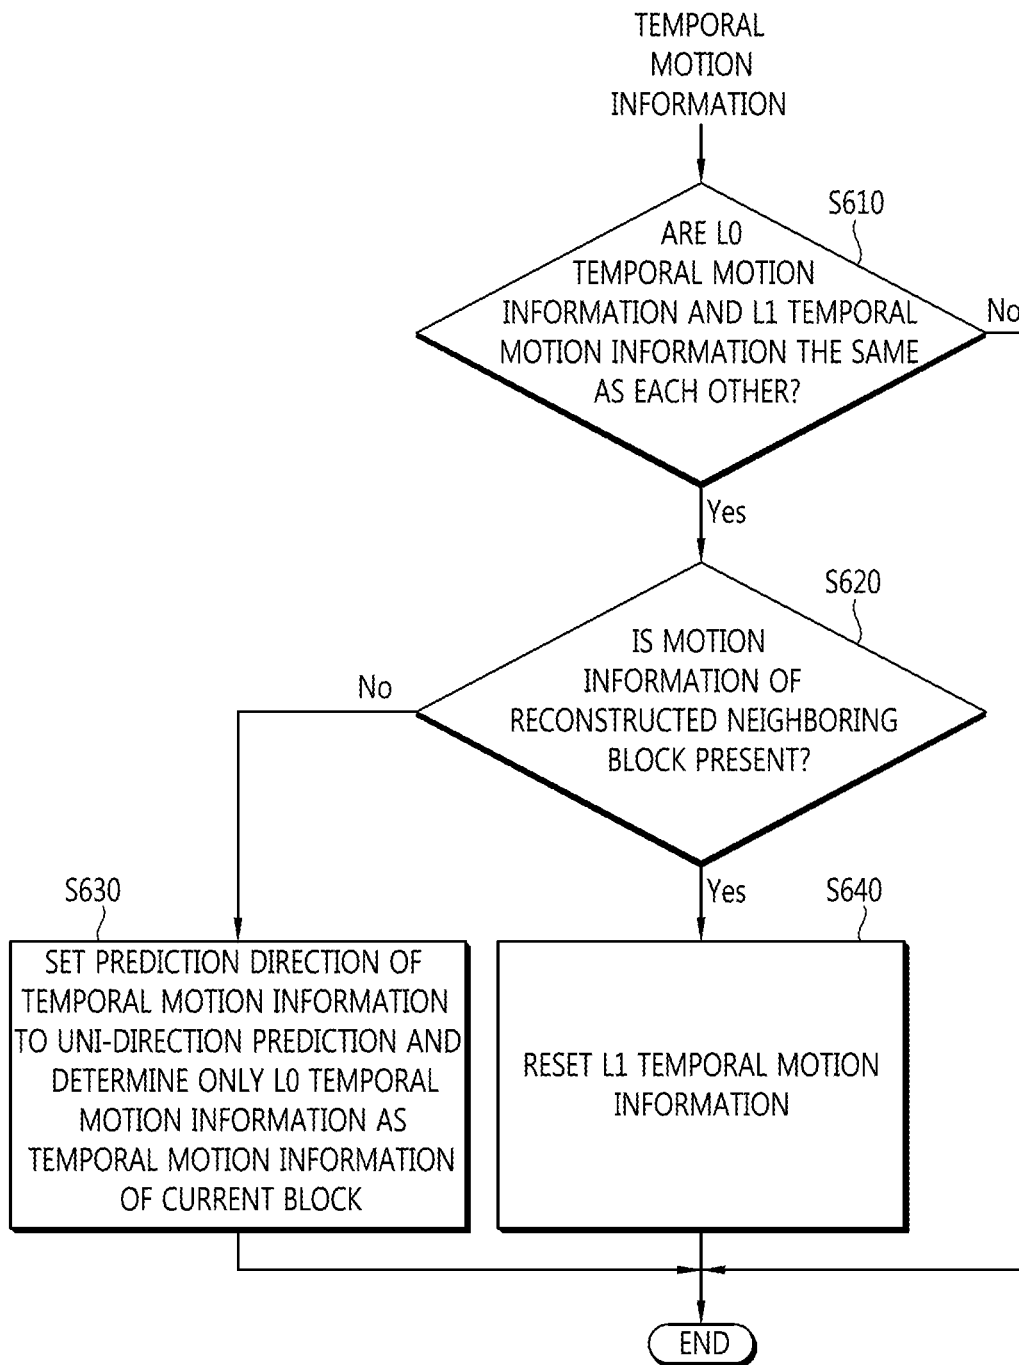 TEMPORAL
MOTION
INFORMATION
S610
ARE L0
TEMPORAL MOTION
INFORMATION AND L1 TEMPORAL
MOTION INFORMATION THE SAME
AS EACH OTHER?
No
Yes
S620
IS MOTION
INFORMATION OF
RECONSTRUCTED NEIGHBORING
BLOCK PRESENT?
No
Yes
S630
SET PREDICTION DIRECTION OF
TEMPORAL MOTION INFORMATION
TO UNI-DIRECTION PREDICTION AND
DETERMINE ONLY L0 TEMPORAL
MOTION INFORMATION AS
TEMPORAL MOTION INFORMATION
OF CURRENT BLOCK
S640
RESET L1 TEMPORAL MOTION
INFORMATION
END